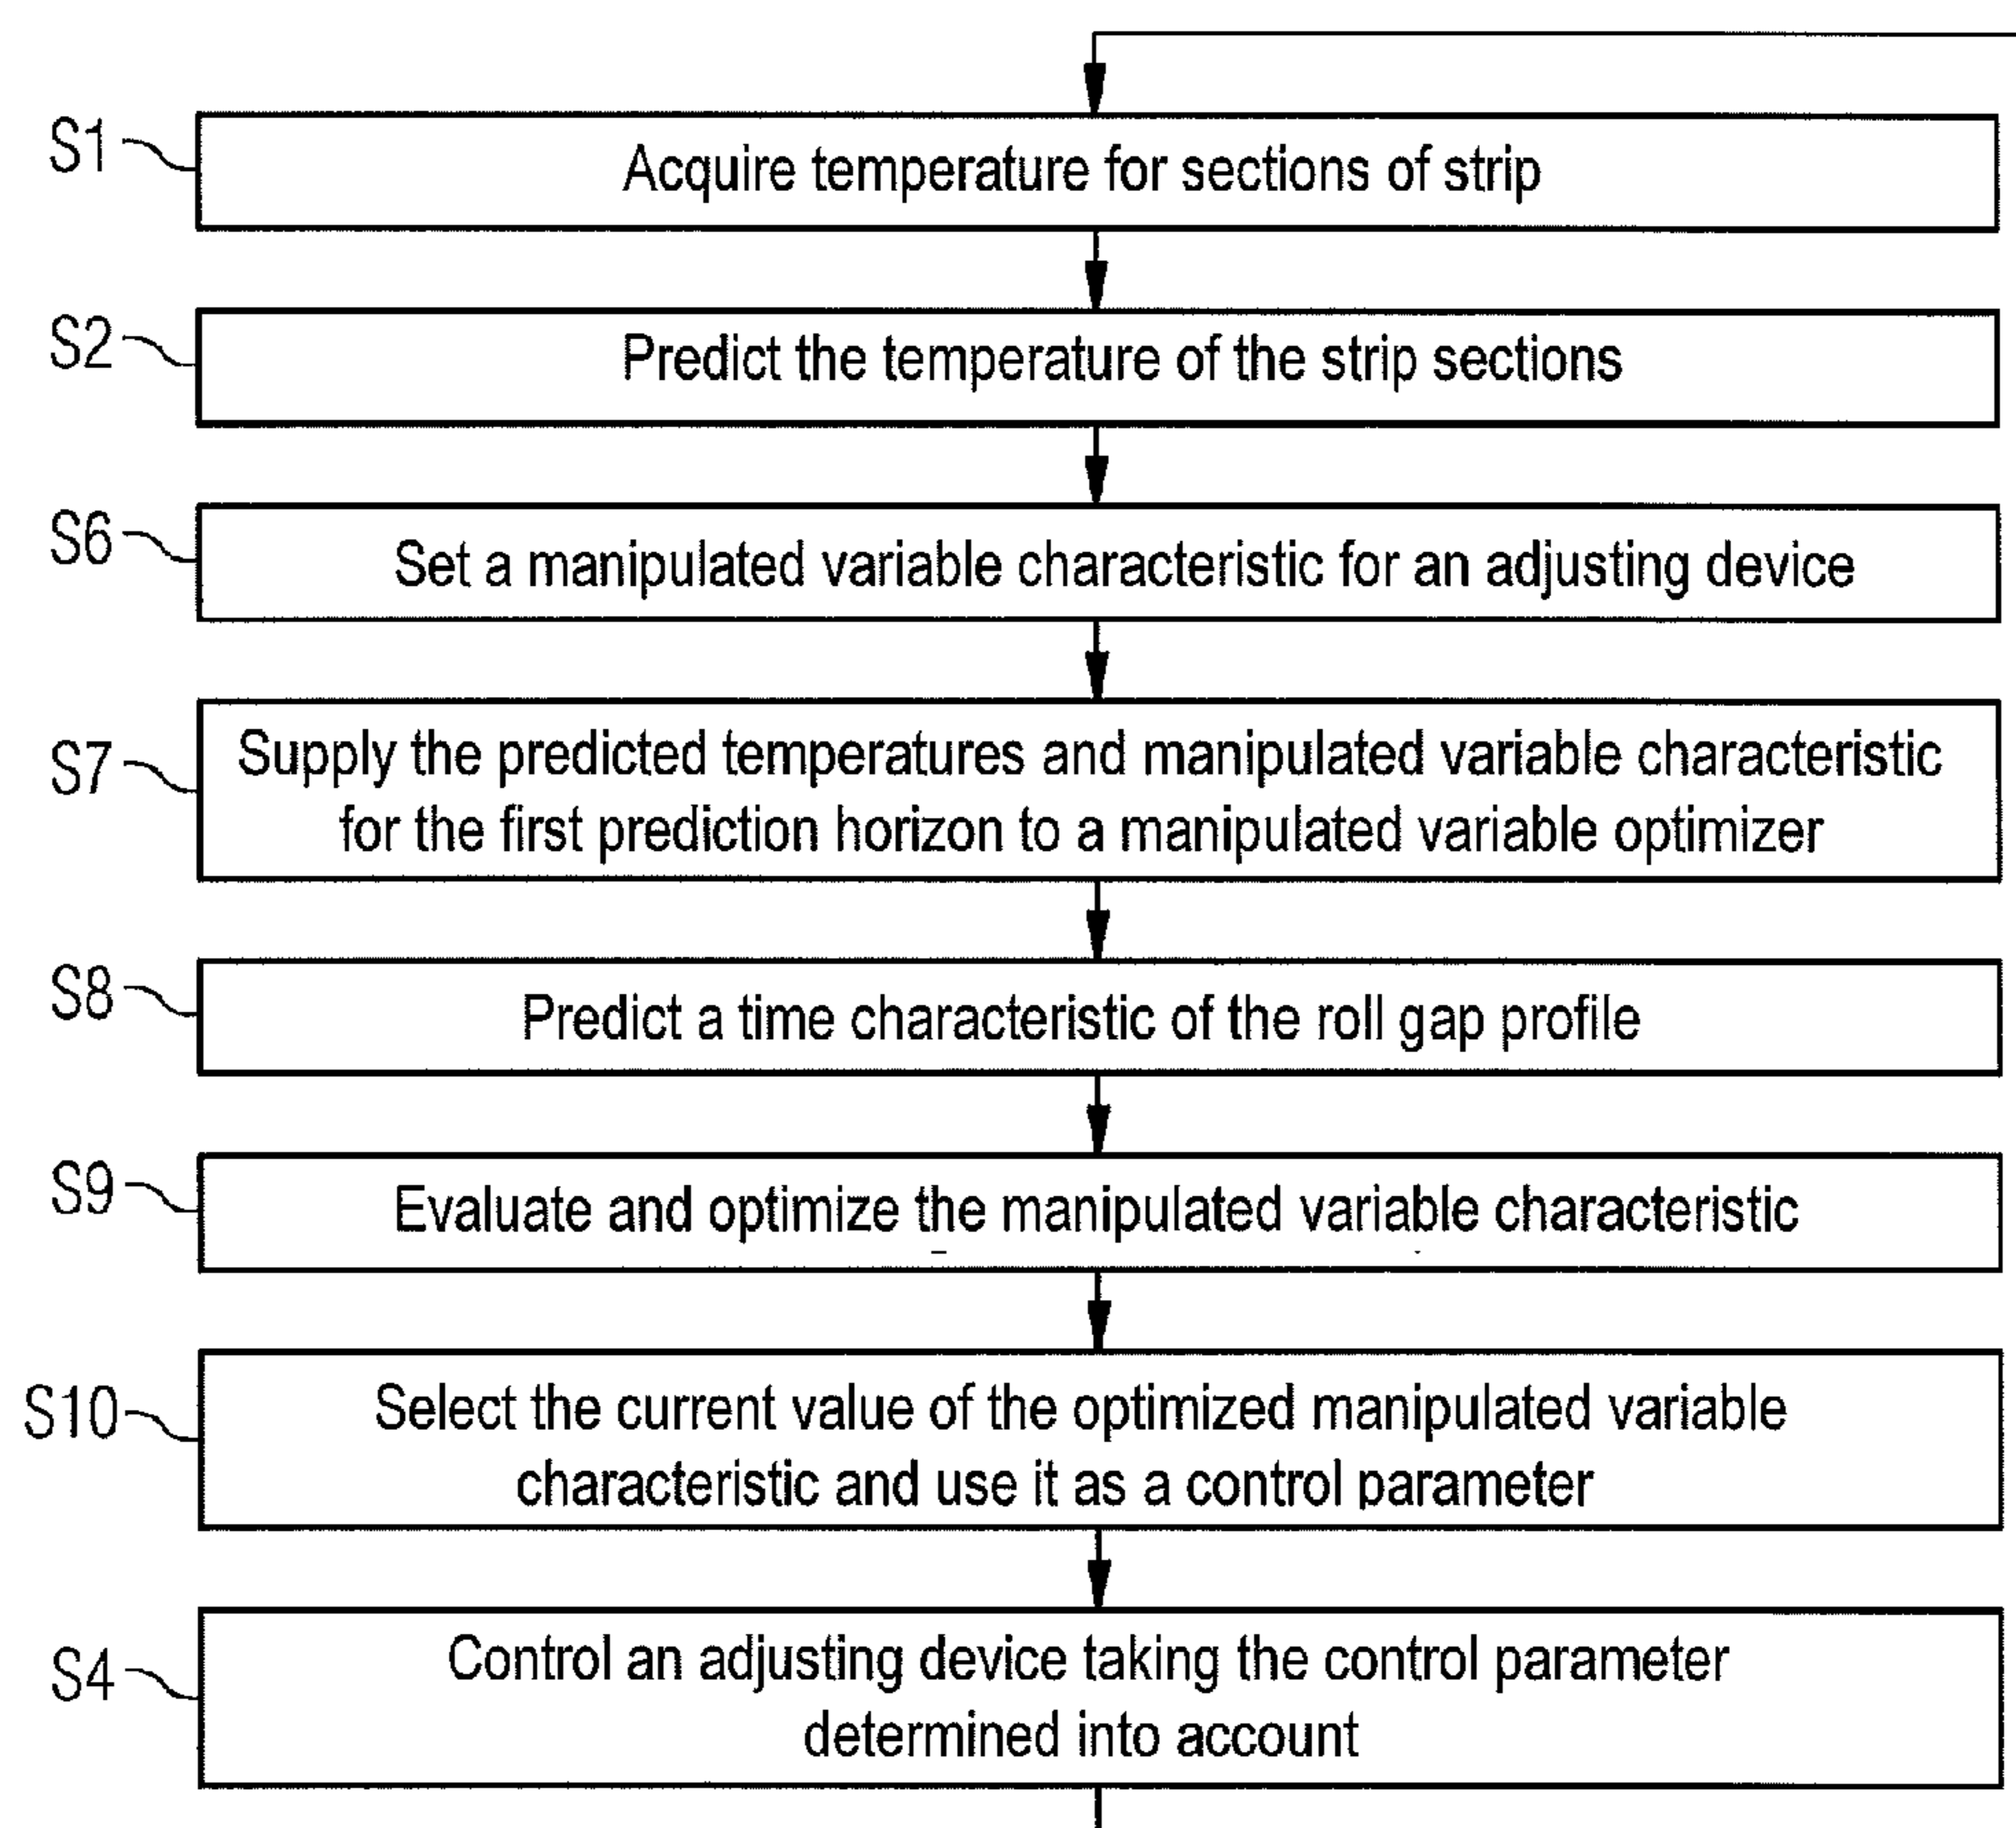 S1
Acquire temperature for sections of strip
S2
Predict the temperature of the strip sections
S6
Set a manipulated variable characteristic for an adjusting device
S7
Supply the predicted temperatures and manipulated variable characteristic
for the first prediction horizon to a manipulated variable optimizer
S8
Predict a time characteristic of the roll gap profile
S9
Evaluate and optimize the manipulated variable characteristic
S10
Select the current value of the optimized manipulated variable
characteristic and use it as a control parameter
S4
Control an adjusting device taking the control parameter
determined into account